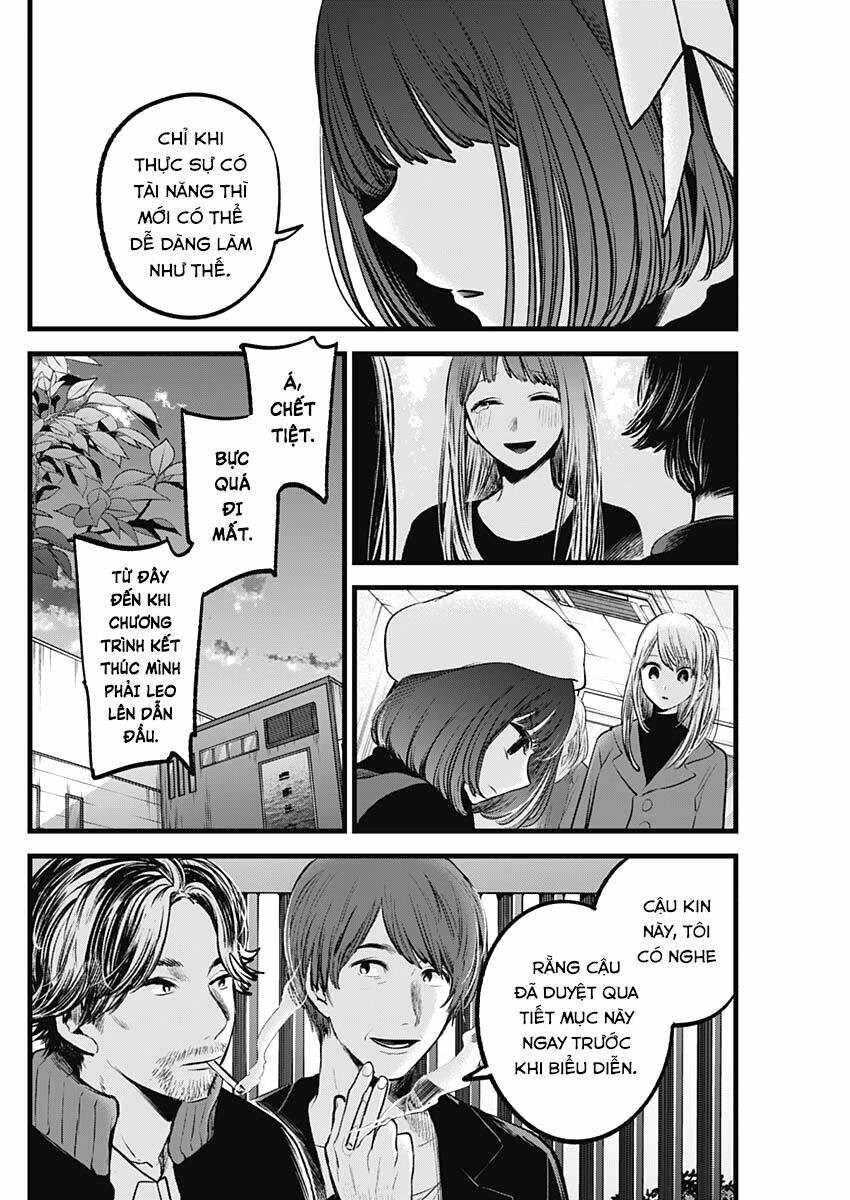 CHỈ KHI
THỰC SỰ CÓ
TÀI NĂNG THÌ
MỚI CÓ THỂ
DỄ DÀNG LÀM
NHƯ THẾ.
Á,
CHẾT
TIỆT.
BỰC
QUÁ
ĐI
MẤT.
TỪ ĐÂY
ĐẾN KHI
CHƯƠNG
TRÌNH KẾT
THÚC MÌNH
PHẢI LEO
LÊN DẪN
ĐẦU.
CẬU KIN
NÀY, TÔI
CÓ NGHE
RẰNG CẬU
ĐÃ DUYỆT QUA
TIẾT MỤC NÀY
NGAY TRƯỚC
KHI BIỂU DIỄN.